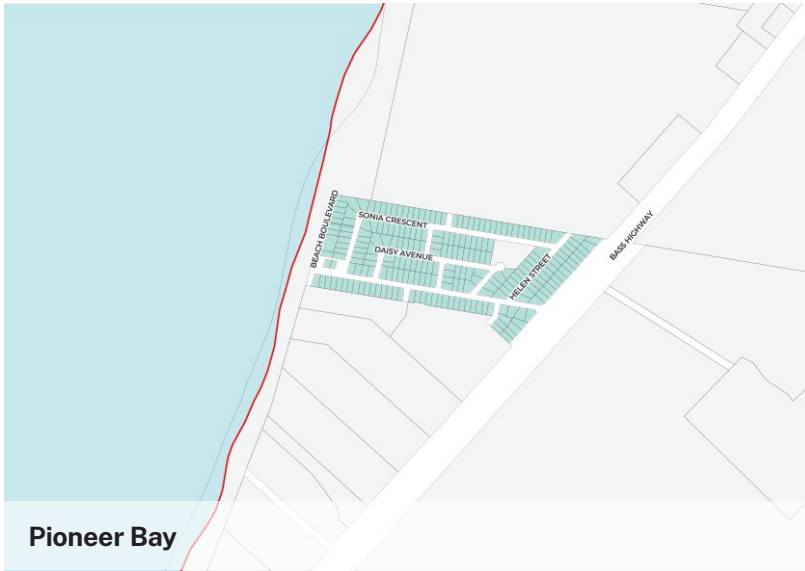 BEACH BOULEVARD
SONIA CRESCENT
DAISY AVENUE
HELEN STREET
BASS HIGHWAY
Pioneer Bay